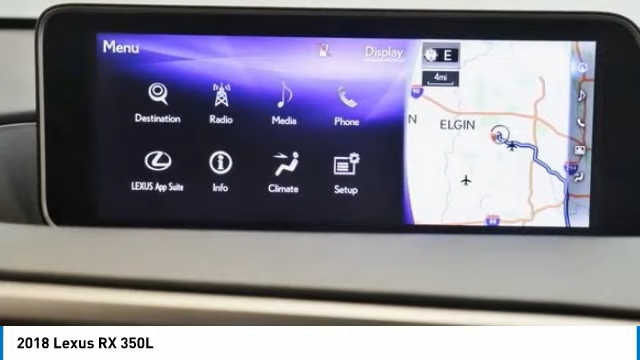 Menu
Display
Destination
Radio
Media
Phone
LEXUS App Suite
Info
Climate
Setup
E
4mi
N
ELGIN
2018 Lexus RX 350L